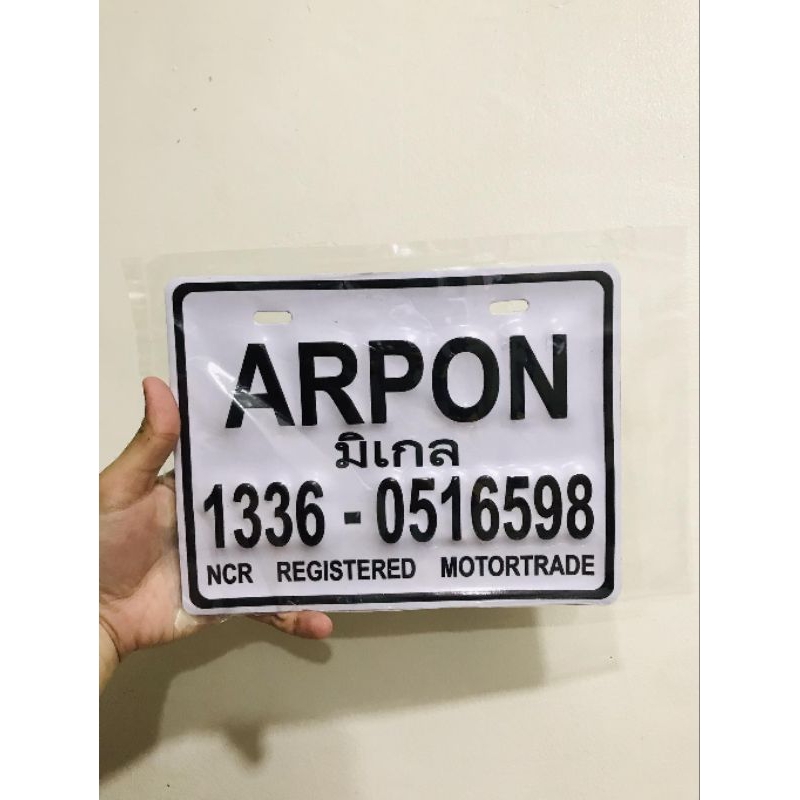 ARPON
มิเกล
1336 - 0516598
NCR REGISTERED MOTORTRADE